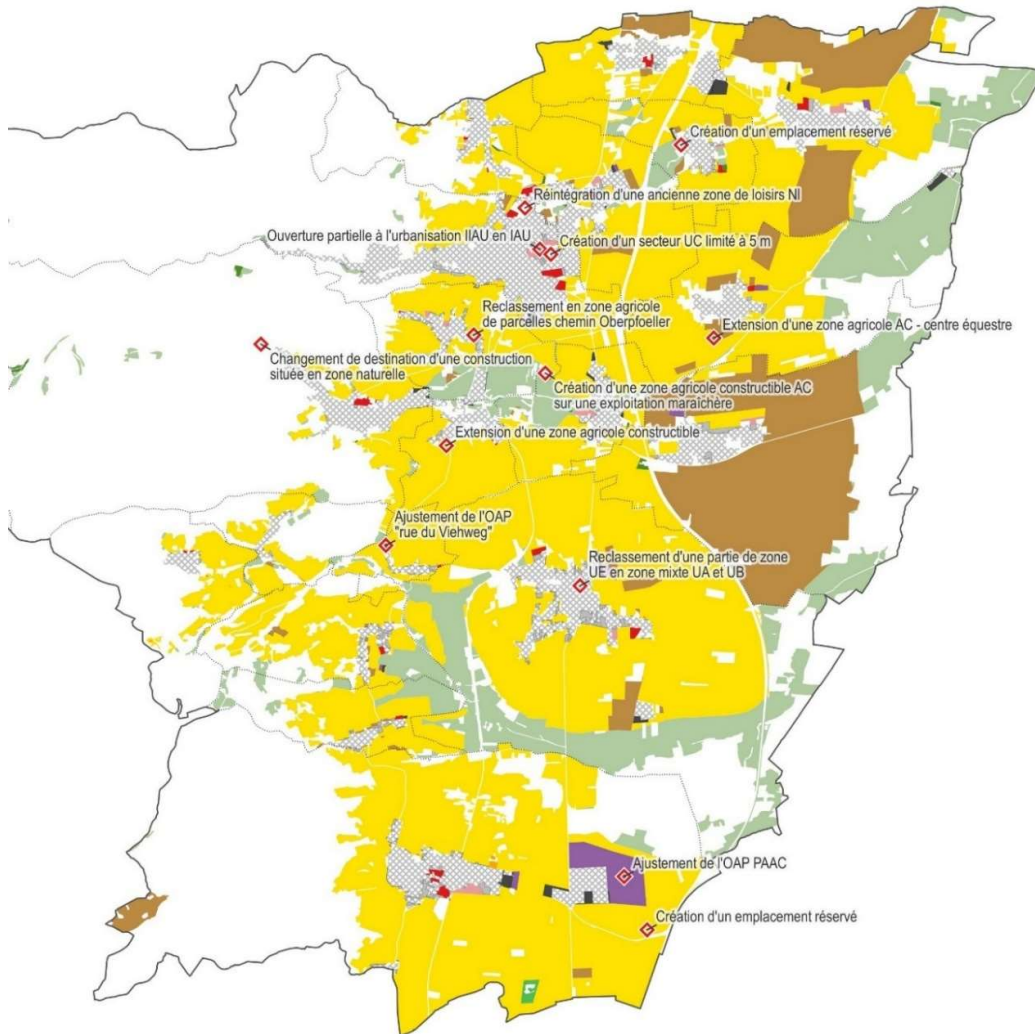 Création d'un emplacement réservé
Réintégration d'une ancienne zone de loisirs Nl
Ouverture partielle à l'urbanisation IIAU en IAU
Création d'un secteur UC limité à 5 m
Reclassement en zone agricole
de parcelles chemin Oberpfoeller
Extension d'une zone agricole AC - centre équestre
Changement de destination d'une construction
située en zone naturelle
Création d'une zone agricole constructible AC
sur une exploitation maraîchère
Extension d'une zone agricole constructible
Ajustement de l'OAP
"rue du Viehweg"
Reclassement d'une partie de zone
UE en zone mixte UA et UB
Ajustement de l'OAP PAAC
Création d'un emplacement réservé